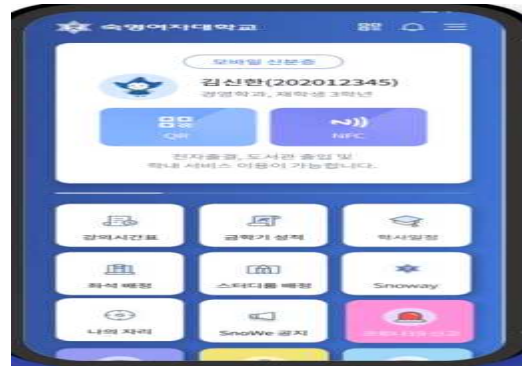 숙명여자대학교
모바일 신분증
김신한(202012345)
경영학과, 재학생 3학년
QR
NFC
전자출결, 도서관 출입 및
학내 서비스 이용이 가능합니다.
강의시간표
금학기 성적
학사일정
좌석 배정
스터디룸 배정
Snoway
나의 자리
SnoWe 공지